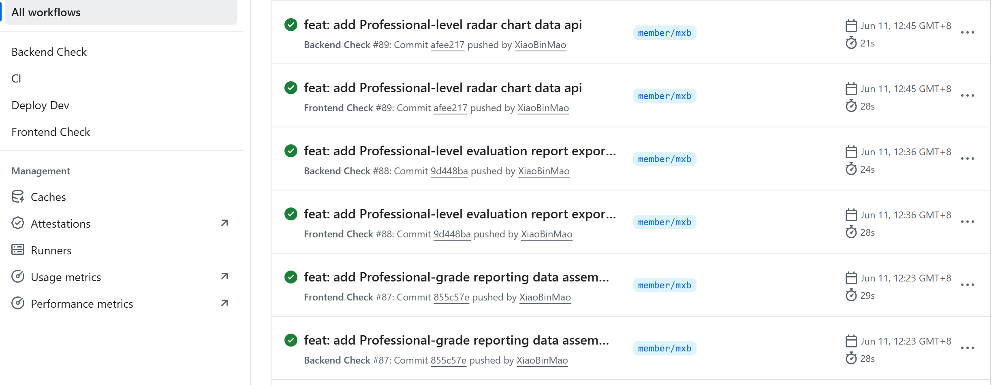 All workflows
Backend Check
CI
Deploy Dev
Frontend Check
Management
Caches
Attestations
Runners
Usage metrics
Performance metrics
feat: add Professional-level radar chart data api
Backend Check #89: Commit afee217 pushed by XiaoBinMao
member/mxb
Jun 11, 12:45 GMT+8
21s
feat: add Professional-level radar chart data api
Frontend Check #89: Commit afee217 pushed by XiaoBinMao
member/mxb
Jun 11, 12:45 GMT+8
28s
feat: add Professional-level evaluation report expor...
Backend Check #88: Commit 9d448ba pushed by XiaoBinMao
member/mxb
Jun 11, 12:36 GMT+8
24s
feat: add Professional-level evaluation report expor...
Frontend Check #88: Commit 9d448ba pushed by XiaoBinMao
member/mxb
Jun 11, 12:36 GMT+8
28s
feat: add Professional-grade reporting data assem...
Frontend Check #87: Commit 855c57e pushed by XiaoBinMao
member/mxb
Jun 11, 12:23 GMT+8
29s
feat: add Professional-grade reporting data assem...
Backend Check #87: Commit 855c57e pushed by XiaoBinMao
member/mxb
Jun 11, 12:23 GMT+8
28s